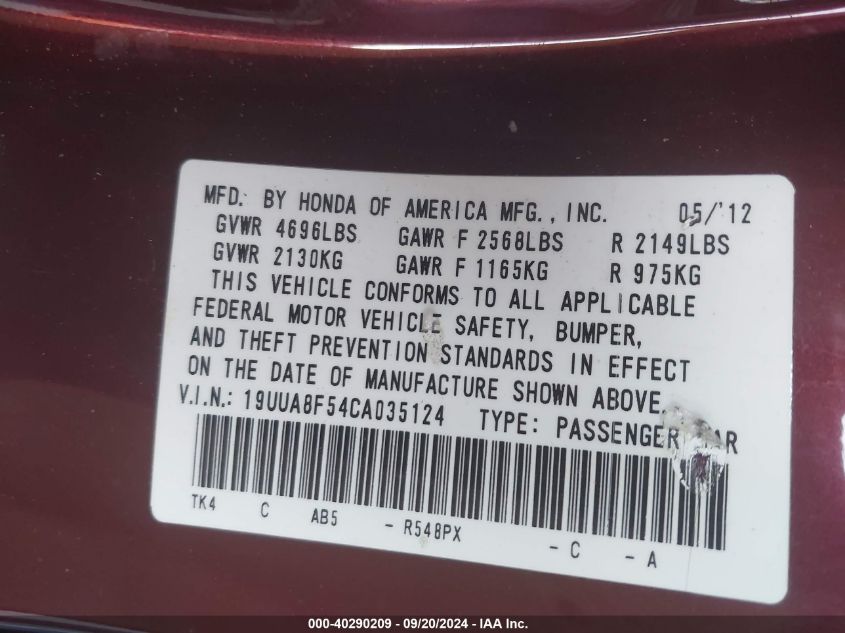 MFD. BY HONDA OF AMERICA MFG., INC. 05/'12
GVWR 4696LBS GAWR F 2568LBS R 2149LBS
GVWR 2130KG GAWR F 1165KG R 975KG
THIS VEHICLE CONFORMS TO ALL APPLICABLE
FEDERAL MOTOR VEHICLE SAFETY, BUMPER,
AND THEFT PREVENTION STANDARDS IN EFFECT
ON THE DATE OF MANUFACTURE SHOWN ABOVE.
V.I.N.: 19UUA8F54CA035124 TYPE: PASSENGER
TK4 C AB5 - R548PX - C - A
000-40290209 - 09/20/2024 - IAA Inc.